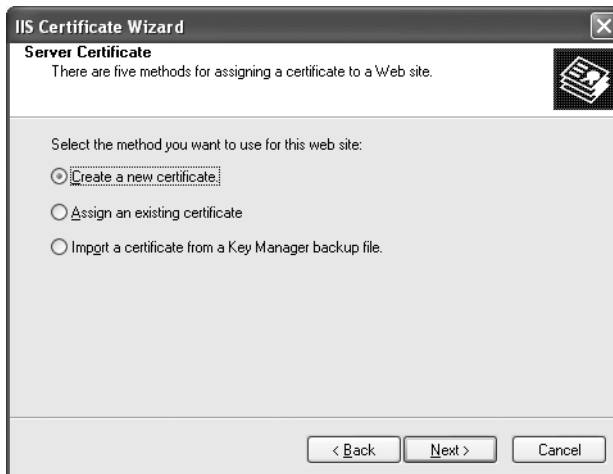 IIS Certificate Wizard
Server Certificate
There are five methods for assigning a certificate to a Web site.
Select the method you want to use for this web site:
Create a new certificate.
Assign an existing certificate
Import a certificate from a Key Manager backup file.
< Back
Next >
Cancel